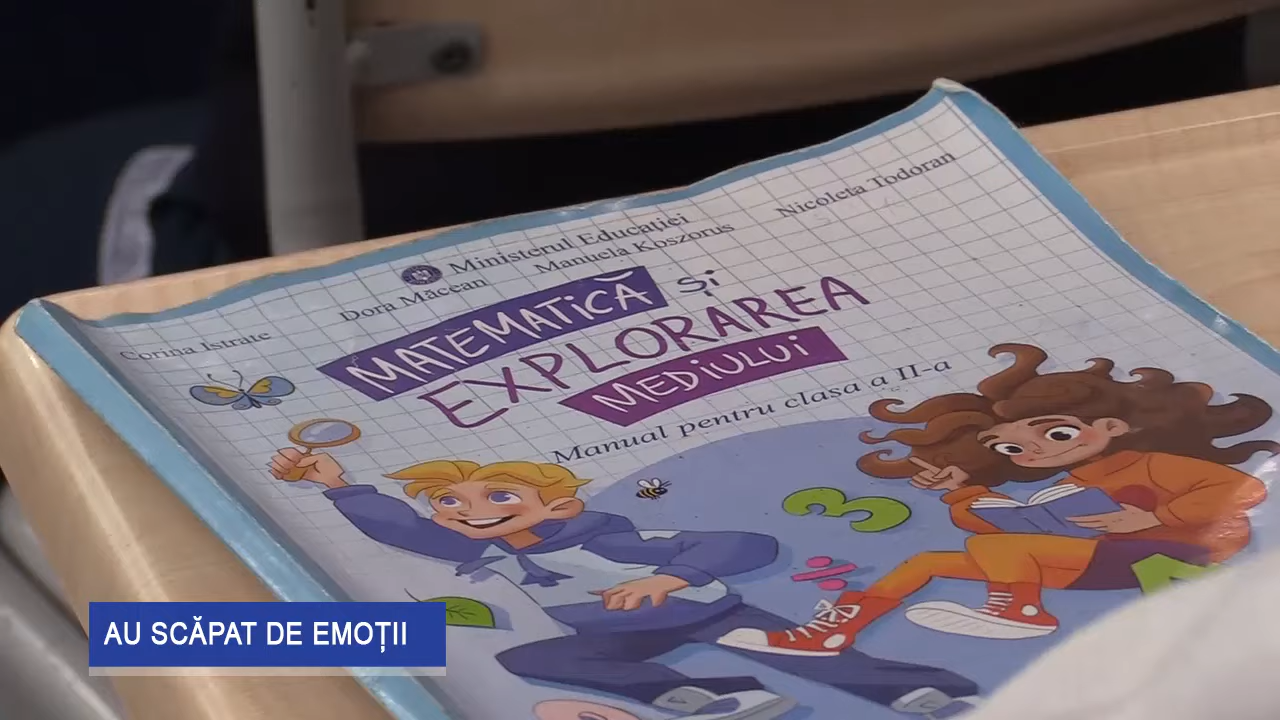 Ministerul Educației
Corina Istrate
Dora Măcean
Manuela Koszorus
Nicoleta Todoran
MATEMATICĂ și
EXPLORAREA
MEDIULUI
Manual pentru clasa a II-a
3
÷
AU SCĂPAT DE EMOȚII